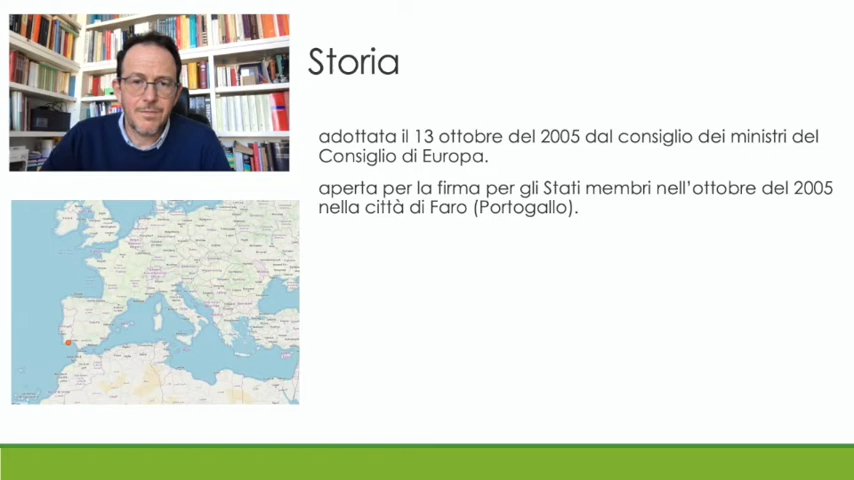 Storia
adottata il 13 ottobre del 2005 dal consiglio dei ministri del
Consiglio di Europa.
aperta per la firma per gli Stati membri nell'ottobre del 2005
nella città di Faro (Portogallo).